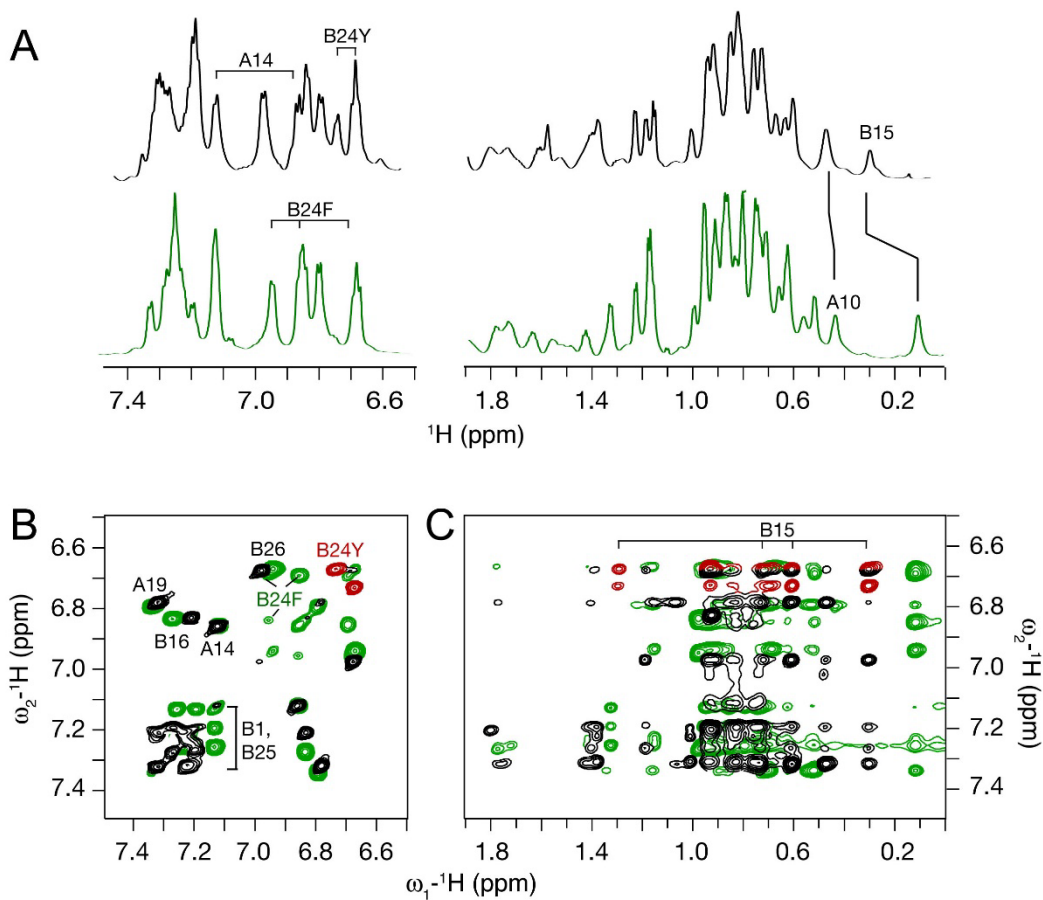 A
A14
B24Y
B15
B24F
A10
7.4 7.0 6.6
1.8 1.4 1.0 0.6 0.2
¹H (ppm)
B
C
B15
B26
B24Y
A19
B24F
B16
A14
B1,
B25
6.6
6.8
7.0
7.2
7.4
ω₂-¹H (ppm)
6.6
6.8
7.0
7.2
7.4
ω₂-¹H (ppm)
7.4 7.2 7.0 6.8 6.6
1.8 1.4 1.0 0.6 0.2
ω₁-¹H (ppm)